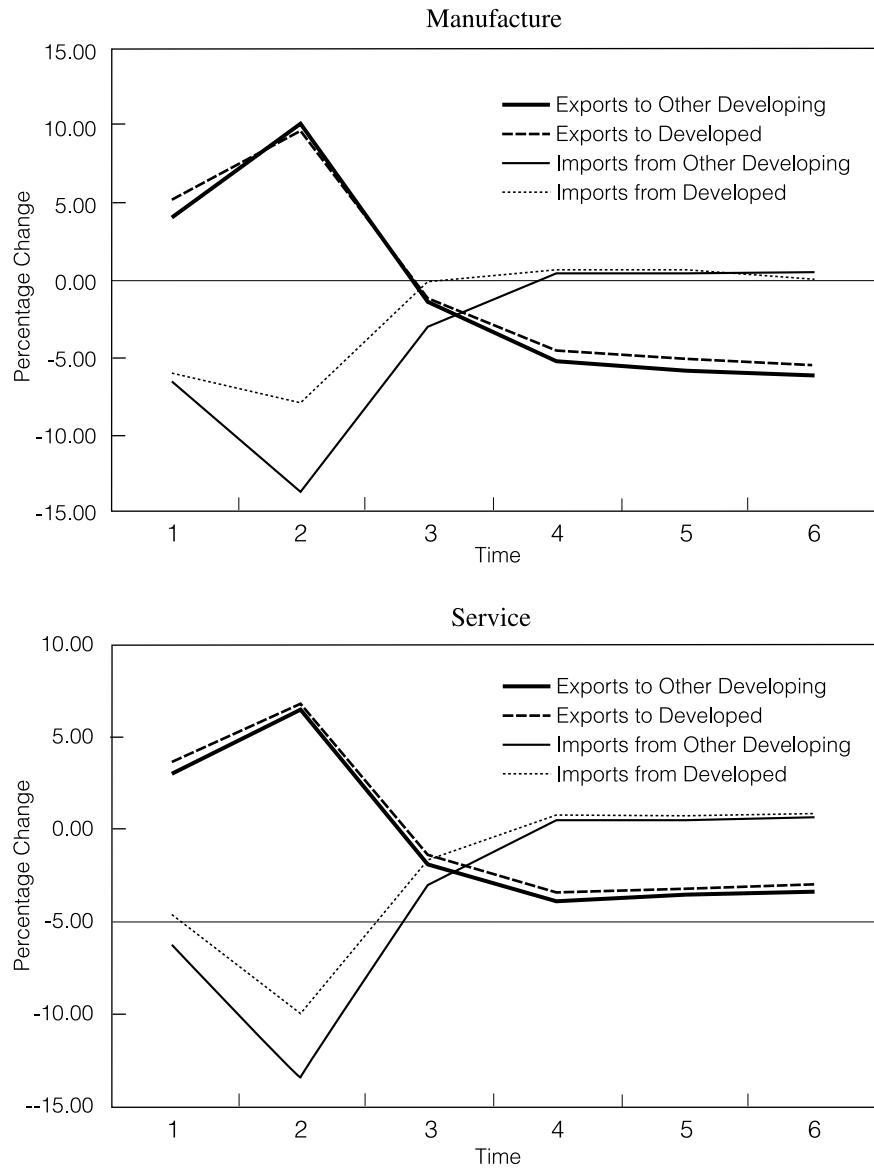 Manufacture
15.00
10.00
5.00
0.00
-5.00
-10.00
-15.00
Percentage Change
Exports to Other Developing
Exports to Developed
Imports from Other Developing
Imports from Developed
1 2 3 4 5 6
Time
Service
10.00
5.00
0.00
-5.00
-10.00
--15.00
Percentage Change
Exports to Other Developing
Exports to Developed
Imports from Other Developing
Imports from Developed
1 2 3 4 5 6
Time